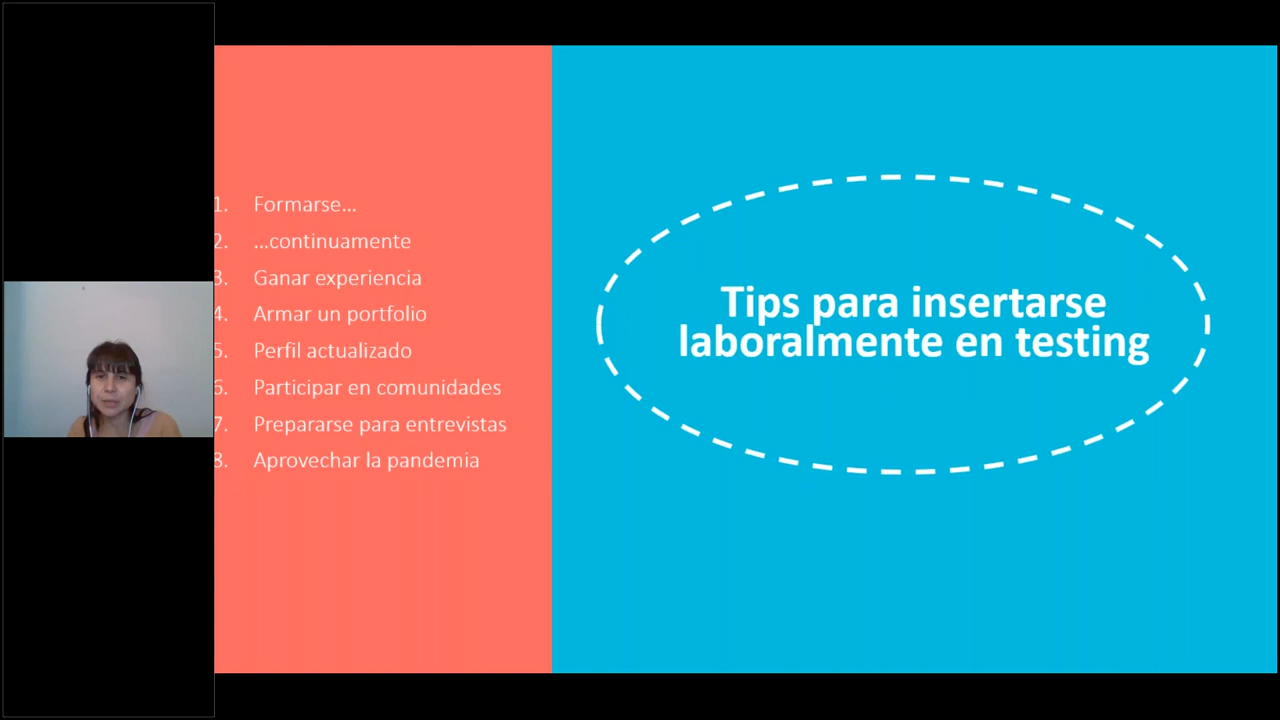 1. Formarse...
2. ...continuamente
3. Ganar experiencia
4. Armar un portfolio
5. Perfil actualizado
6. Participar en comunidades
7. Prepararse para entrevistas
8. Aprovechar la pandemia
Tips para insertarse
laboralmente en testing